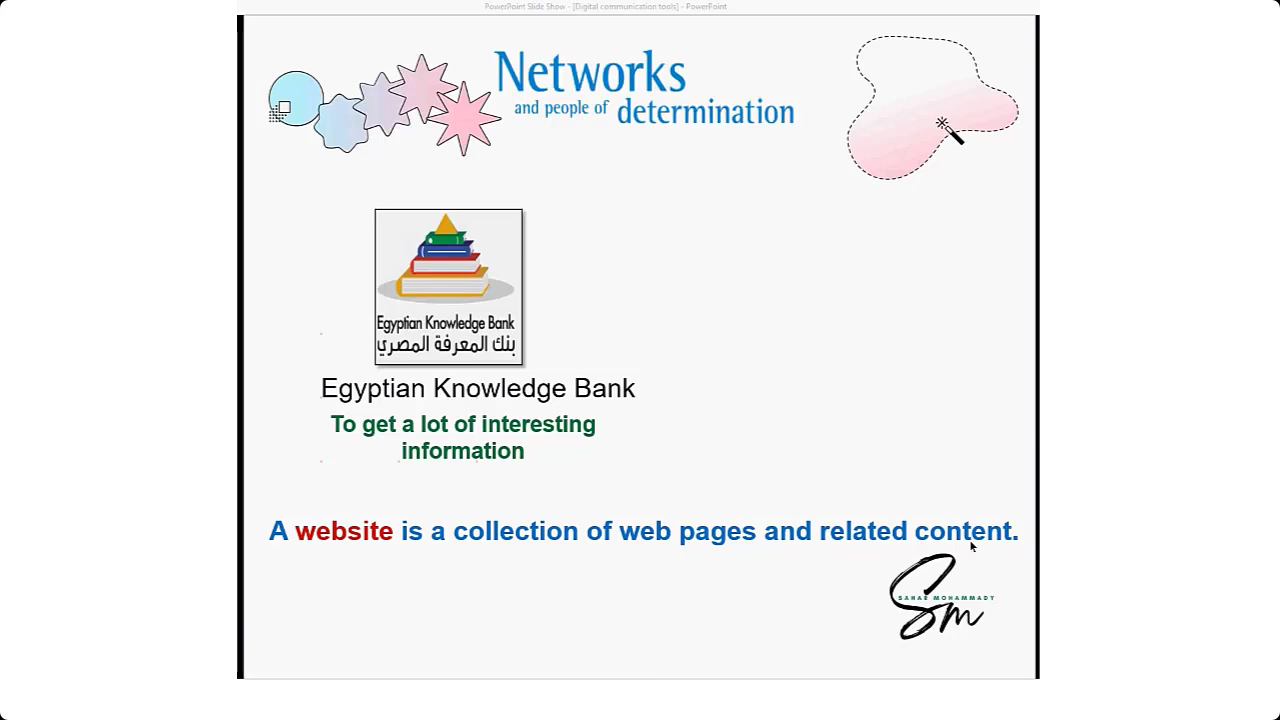 PowerPoint Slide Show - [Digital communication tools] - PowerPoint
Networks
and people of determination
Egyptian Knowledge Bank
بنك المعرفة المصري
Egyptian Knowledge Bank
To get a lot of interesting
information
A website is a collection of web pages and related content.
Sm
SAHAR MOHAMMADY